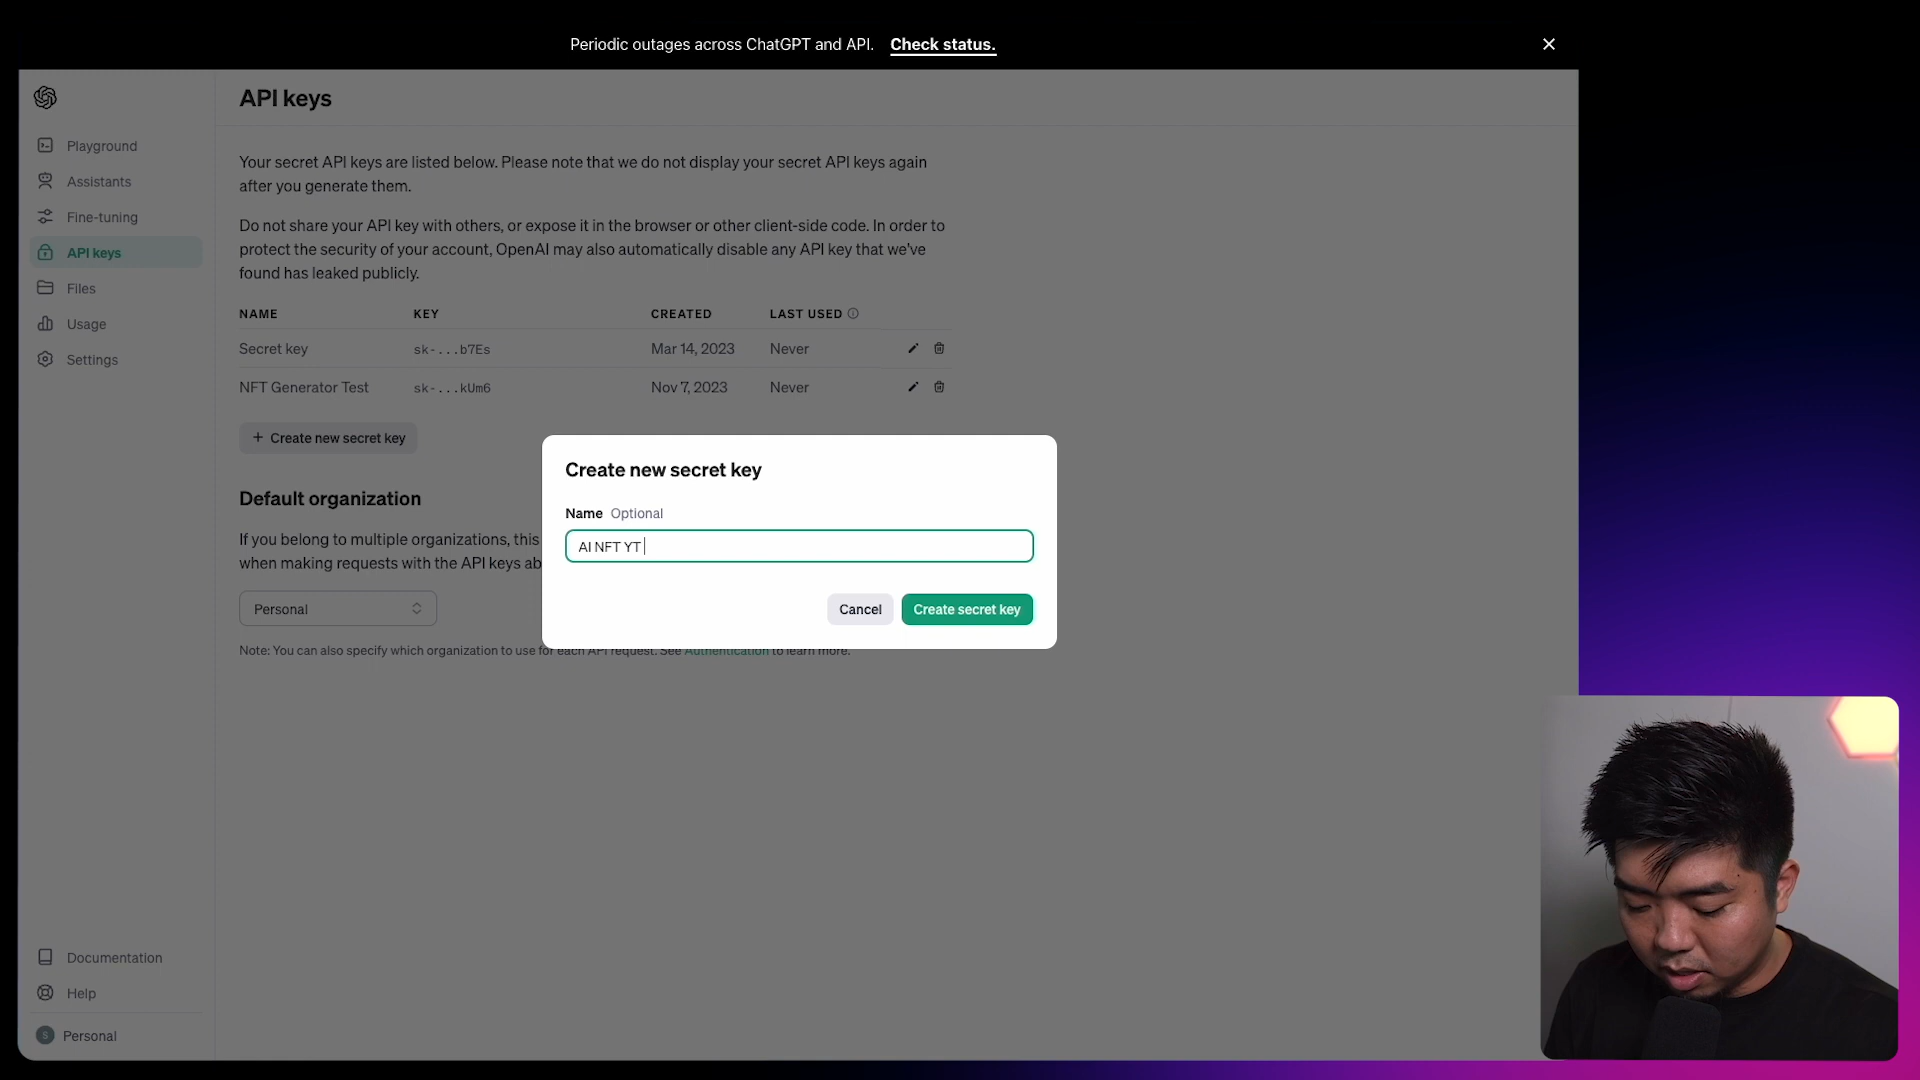 Periodic outages across ChatGPT and API. Check status.
API keys
Playground
Assistants
Fine-tuning
API keys
Files
Usage
Settings
Your secret API keys are listed below. Please note that we do not display your secret API keys again
after you generate them.
Do not share your API key with others, or expose it in the browser or other client-side code. In order to
protect the security of your account, OpenAI may also automatically disable any API key that we've
found has leaked publicly.
NAME KEY CREATED LAST USED
Secret key sk-...b7Es Mar 14, 2023 Never
NFT Generator Test sk-...kUm6 Nov 7, 2023 Never
+ Create new secret key
Default organization
If you belong to multiple organizations, this
when making requests with the API keys ab
Personal
Note: You can also specify which organization to use for each API request. See Authentication to learn more.
Create new secret key
Name Optional
AI NFT YT
Cancel
Create secret key
Documentation
Help
S Personal